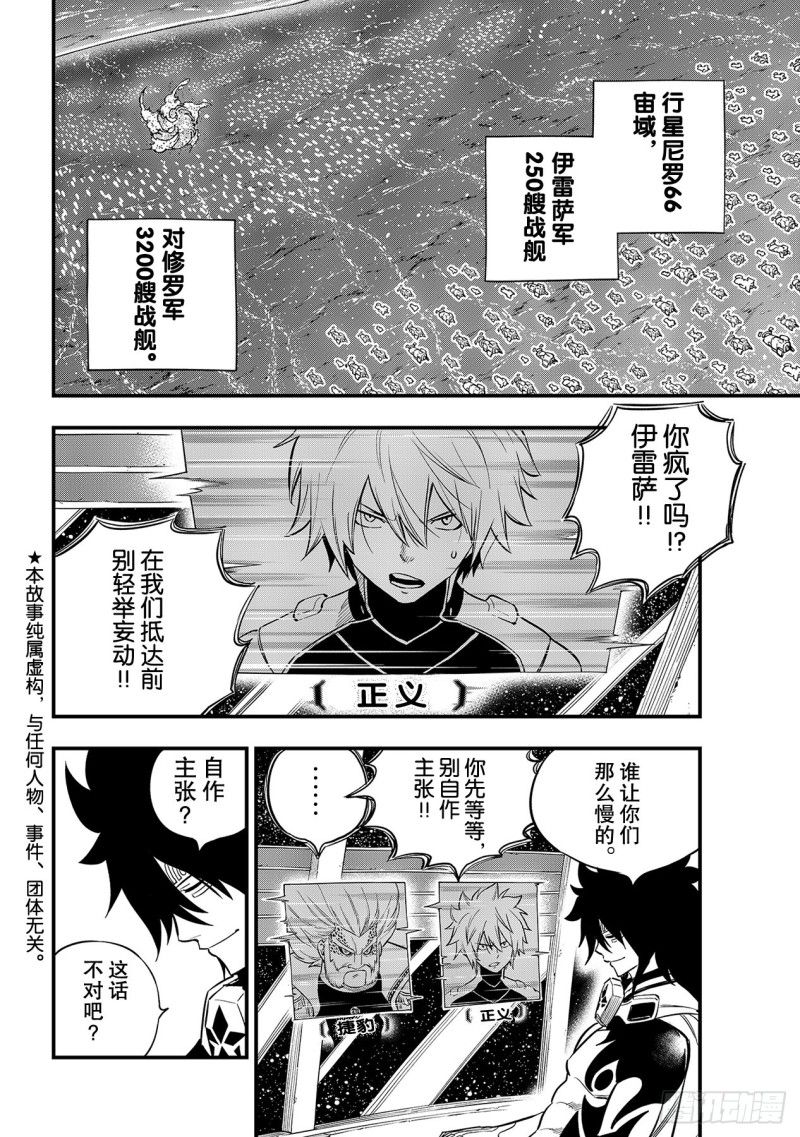 行星尼罗66
宙域，
伊雷萨军
250艘战舰
对修罗军
3200艘战舰。
你疯了吗!?
伊雷萨!!
在我们抵达前
别轻举妄动!!
正义
谁让你们
那么慢的。
你先等等，
别自作
主张!!
……
正义
捷豹
自作
主张？
这话
不对吧？
★本故事纯属虚构，与任何人物、事件、团体无关。
腾讯动漫